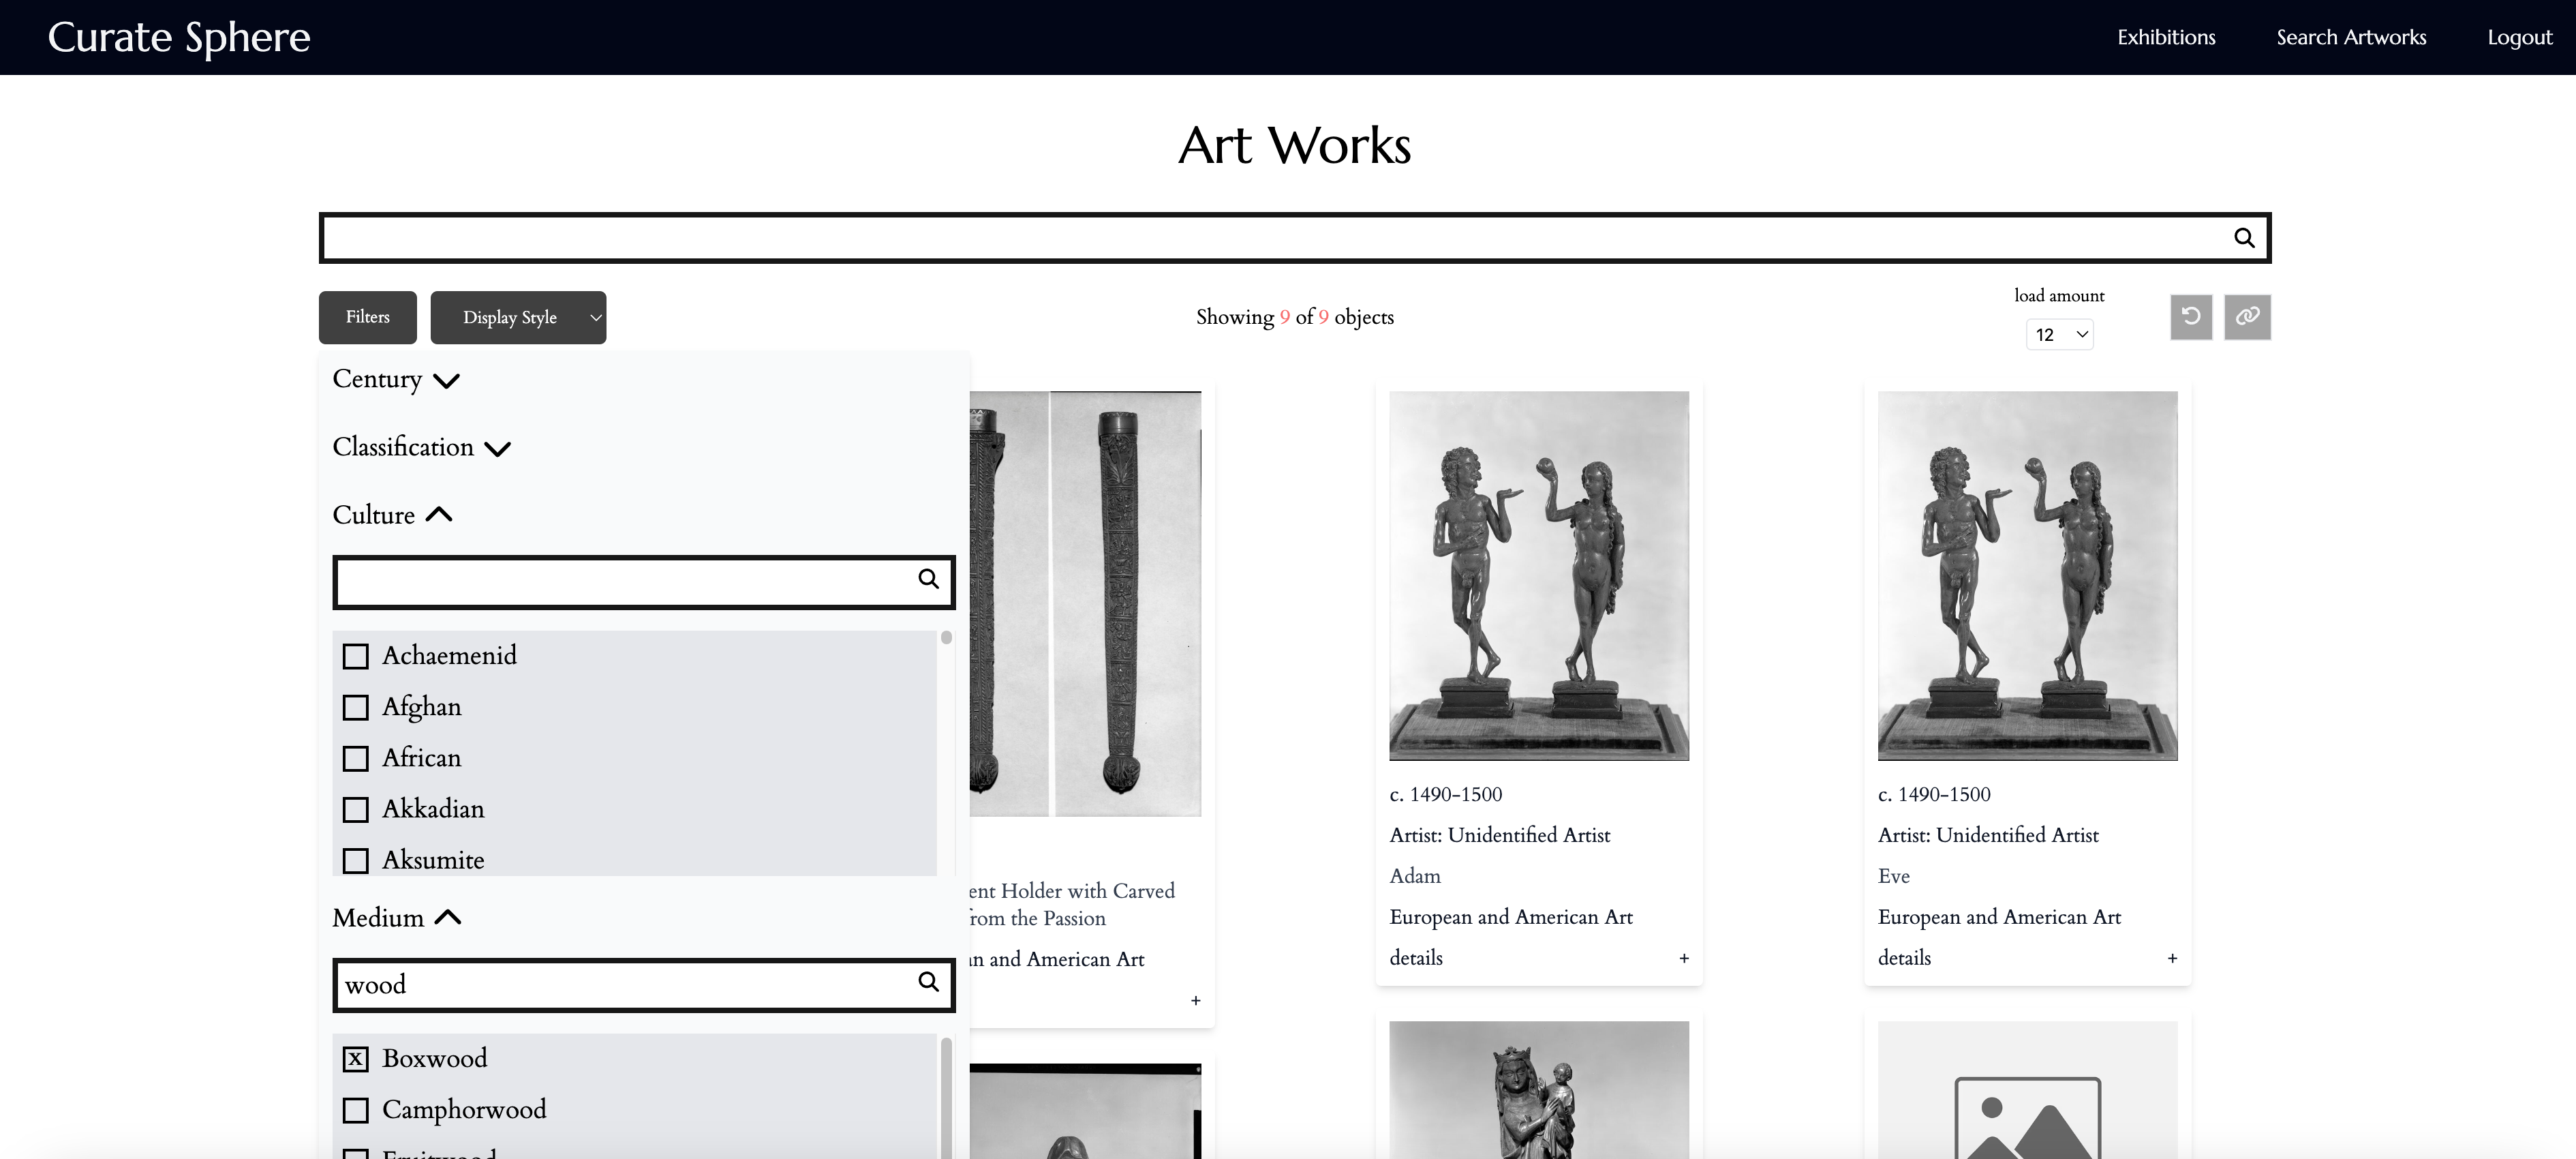 Curate Sphere
Exhibitions
Search Artworks
Logout
Art Works
Filters
Display Style
Showing 9 of 9 objects
load amount
12
Century
Classification
Culture
Achaemenid
Afghan
African
Akkadian
Aksumite
Medium
wood
X Boxwood
Camphorwood
Fruitwood
ent Holder with Carved
from the Passion
n and American Art
+
c. 1490-1500
Artist: Unidentified Artist
Adam
European and American Art
details +
c. 1490-1500
Artist: Unidentified Artist
Eve
European and American Art
details +